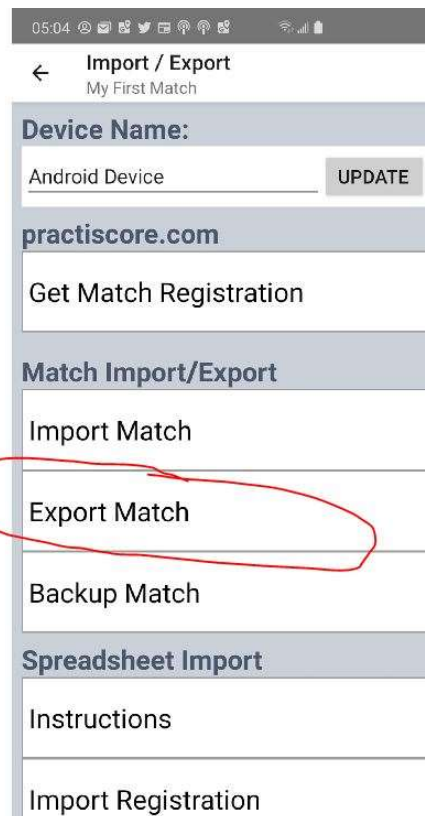 05:04
Import / Export
My First Match
Device Name:
Android Device UPDATE
practiscore.com
Get Match Registration
Match Import/Export
Import Match
Export Match
Backup Match
Spreadsheet Import
Instructions
Import Registration